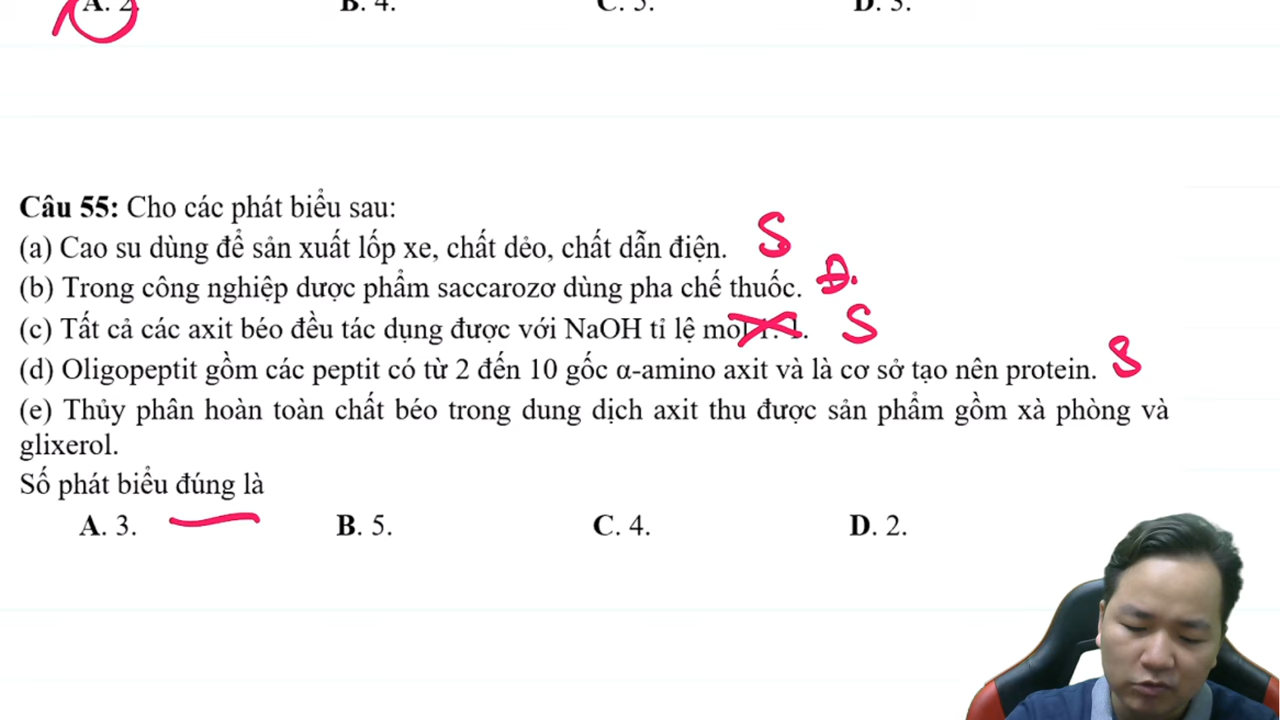 A. 2.
B. 4.
Câu 55: Cho các phát biểu sau:
(a) Cao su dùng để sản xuất lốp xe, chất dẻo, chất dẫn điện. S
(b) Trong công nghiệp dược phẩm saccarozơ dùng pha chế thuốc. Đ.
(c) Tất cả các axit béo đều tác dụng được với NaOH tỉ lệ mol 1: 1. S
(d) Oligopeptit gồm các peptit có từ 2 đến 10 gốc α-amino axit và là cơ sở tạo nên protein. S
(e) Thủy phân hoàn toàn chất béo trong dung dịch axit thu được sản phẩm gồm xà phòng và
glixerol.
Số phát biểu đúng là
A. 3. B. 5. C. 4. D. 2.